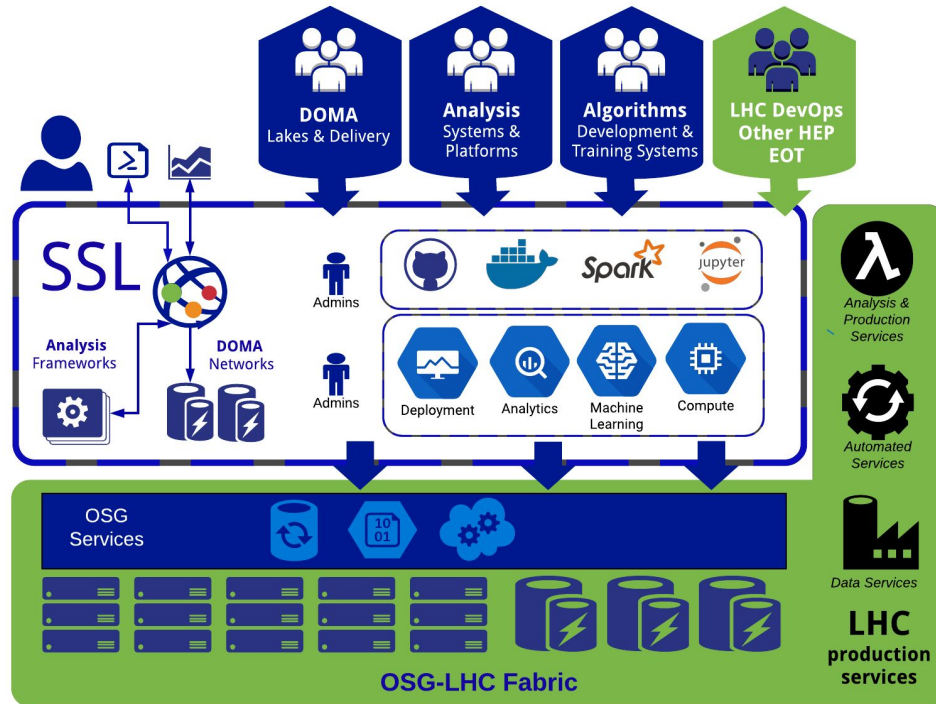 DOMA
Lakes & Delivery
Analysis
Systems &
Platforms
Algorithms
Development &
Training Systems
LHC DevOps
Other HEP
EOT
SSL
Analysis
Frameworks
DOMA
Networks
Admins
Spark
jupyter
Admins
Deployment
Analytics
Machine
Learning
Compute
λ
Analysis &
Production
Services
Automated
Services
Data Services
LHC
production
services
OSG
Services
10
01
OSG-LHC Fabric